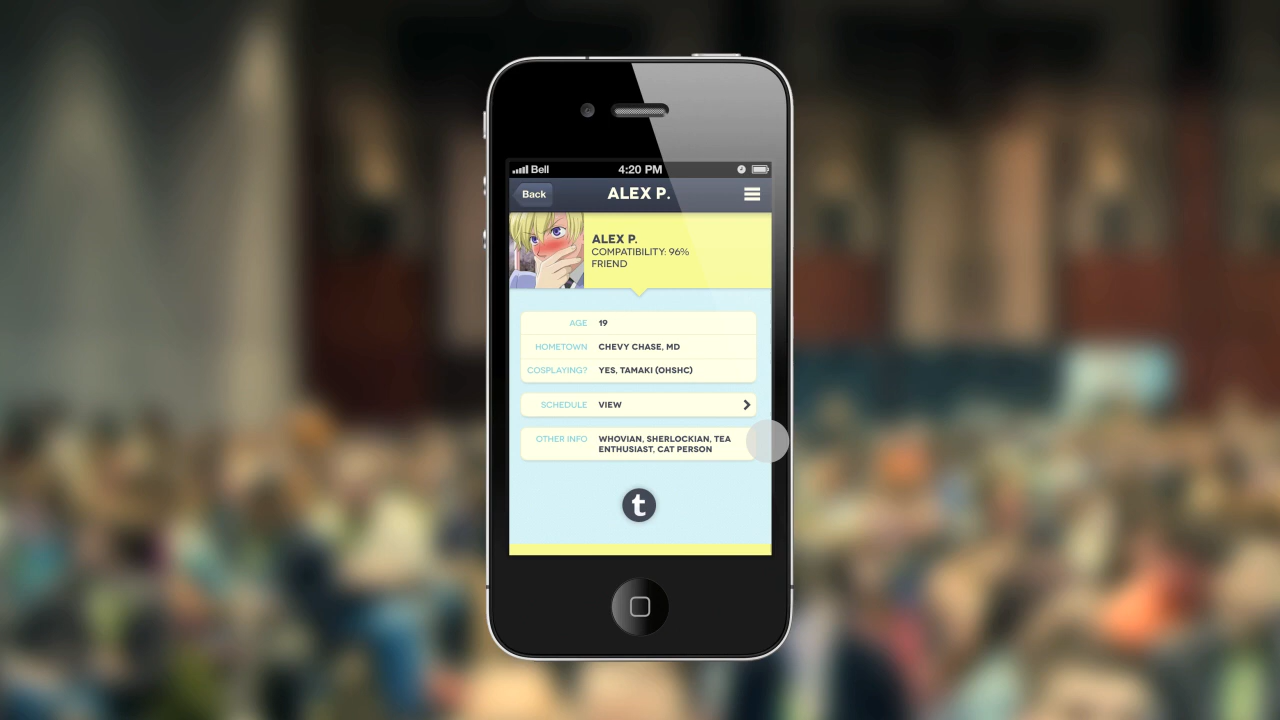 Bell 4:20 PM
Back ALEX P.
ALEX P.
COMPATIBILITY: 96%
FRIEND
AGE 19
HOMETOWN CHEVY CHASE, MD
COSPLAYING? YES, TAMAKI (OHSHC)
SCHEDULE VIEW
OTHER INFO WHOVIAN, SHERLOCKIAN, TEA
ENTHUSIAST, CAT PERSON
t